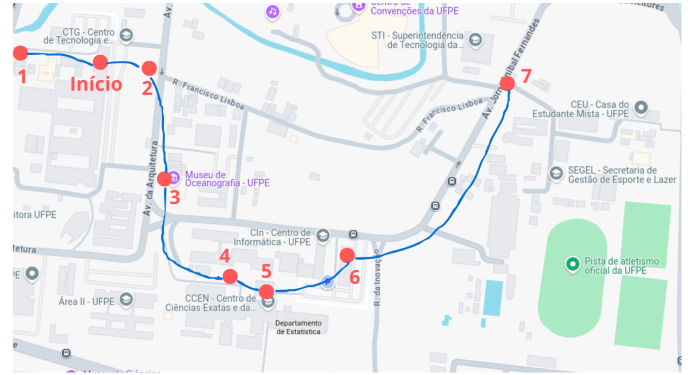 Centro de
Convenções da UFPE
CTG - Centro
de Tecnologia e...
STI - Superintendência
de Tecnologia da...
Av.
1
Início
2
7
R. Francisco Lisboa
R. Francisco Lisboa
Av. Jorn. Aníbal Fernandes
CEU - Casa do
Estudante Mista - UFPE
Museu de
Oceanografia - UFPE
3
Av. da Arquitetura
SEGEL - Secretaria de
Gestão de Esporte e Lazer
itora UFPE
CIn - Centro de
Informática - UFPE
tetura
4
5
6
R. da Inovação
Pista de atletismo
oficial da UFPE
Área II - UFPE
CCEN - Centro de
Ciências Exatas e da...
Departamento
de Estatística